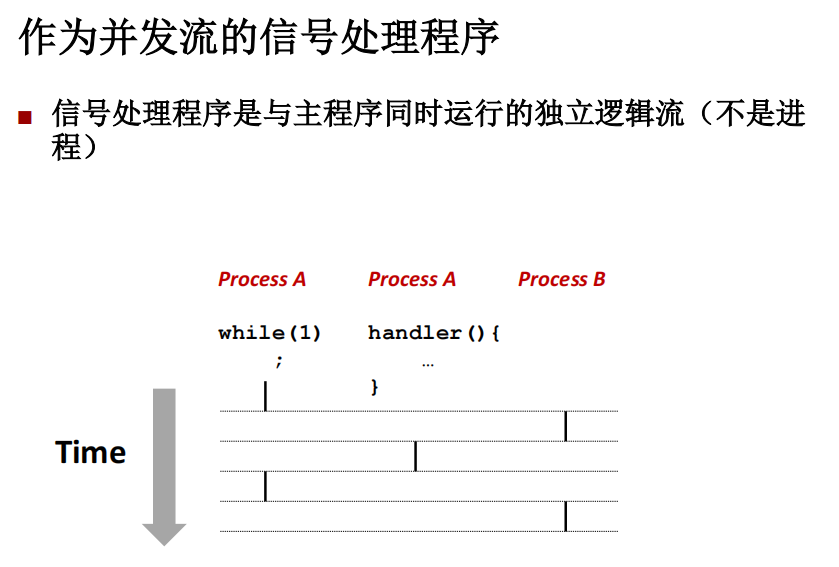 作为并发流的信号处理程序
■ 信号处理程序是与主程序同时运行的独立逻辑流（不是进
程）
Process A Process A Process B
while(1) handler(){
; …
}
Time